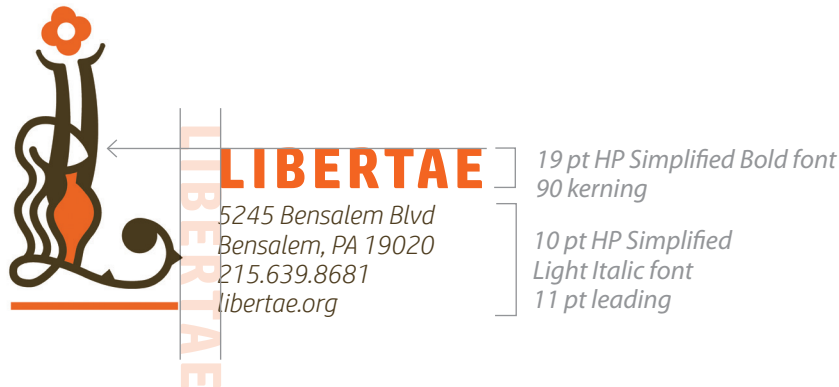 LIBERTAE
LIBERTAE
5245 Bensalem Blvd
Bensalem, PA 19020
215.639.8681
libertae.org
19 pt HP Simplified Bold font
90 kerning
10 pt HP Simplified
Light Italic font
11 pt leading